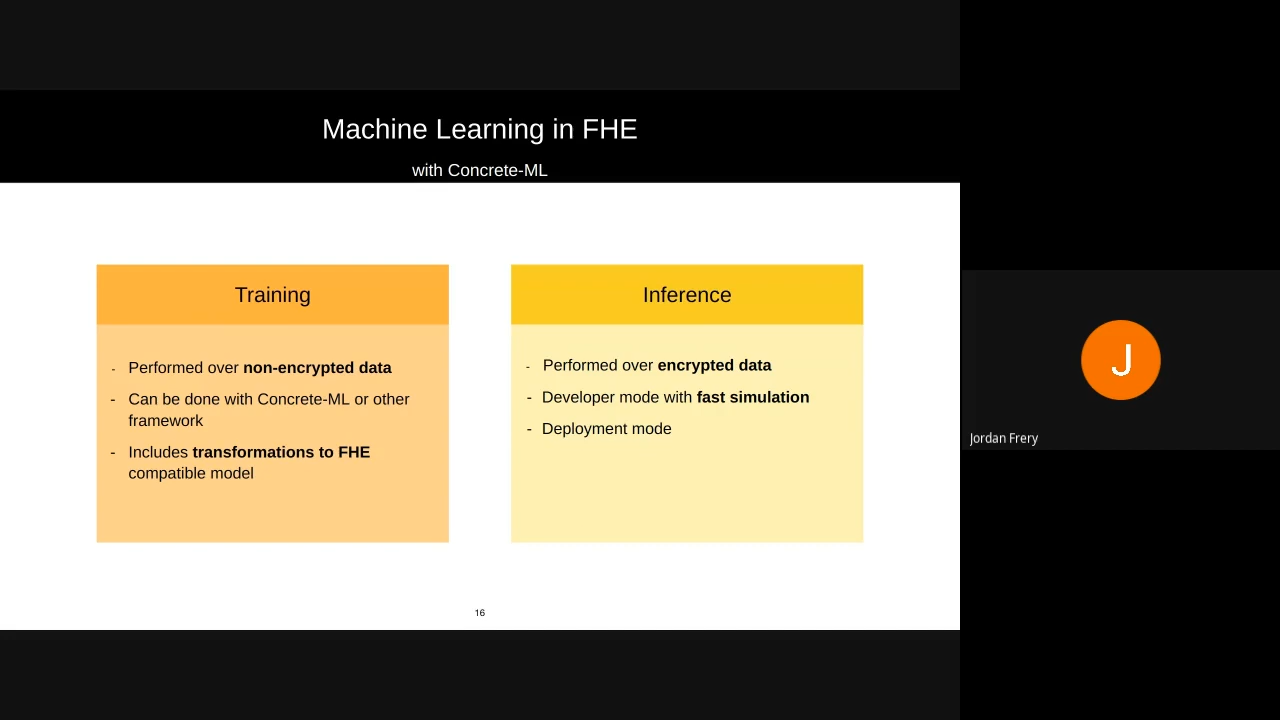 Machine Learning in FHE
with Concrete-ML
Training
- Performed over non-encrypted data
- Can be done with Concrete-ML or other
framework
- Includes transformations to FHE
compatible model
Inference
- Performed over encrypted data
- Developer mode with fast simulation
- Deployment mode
16
J
Jordan Frery